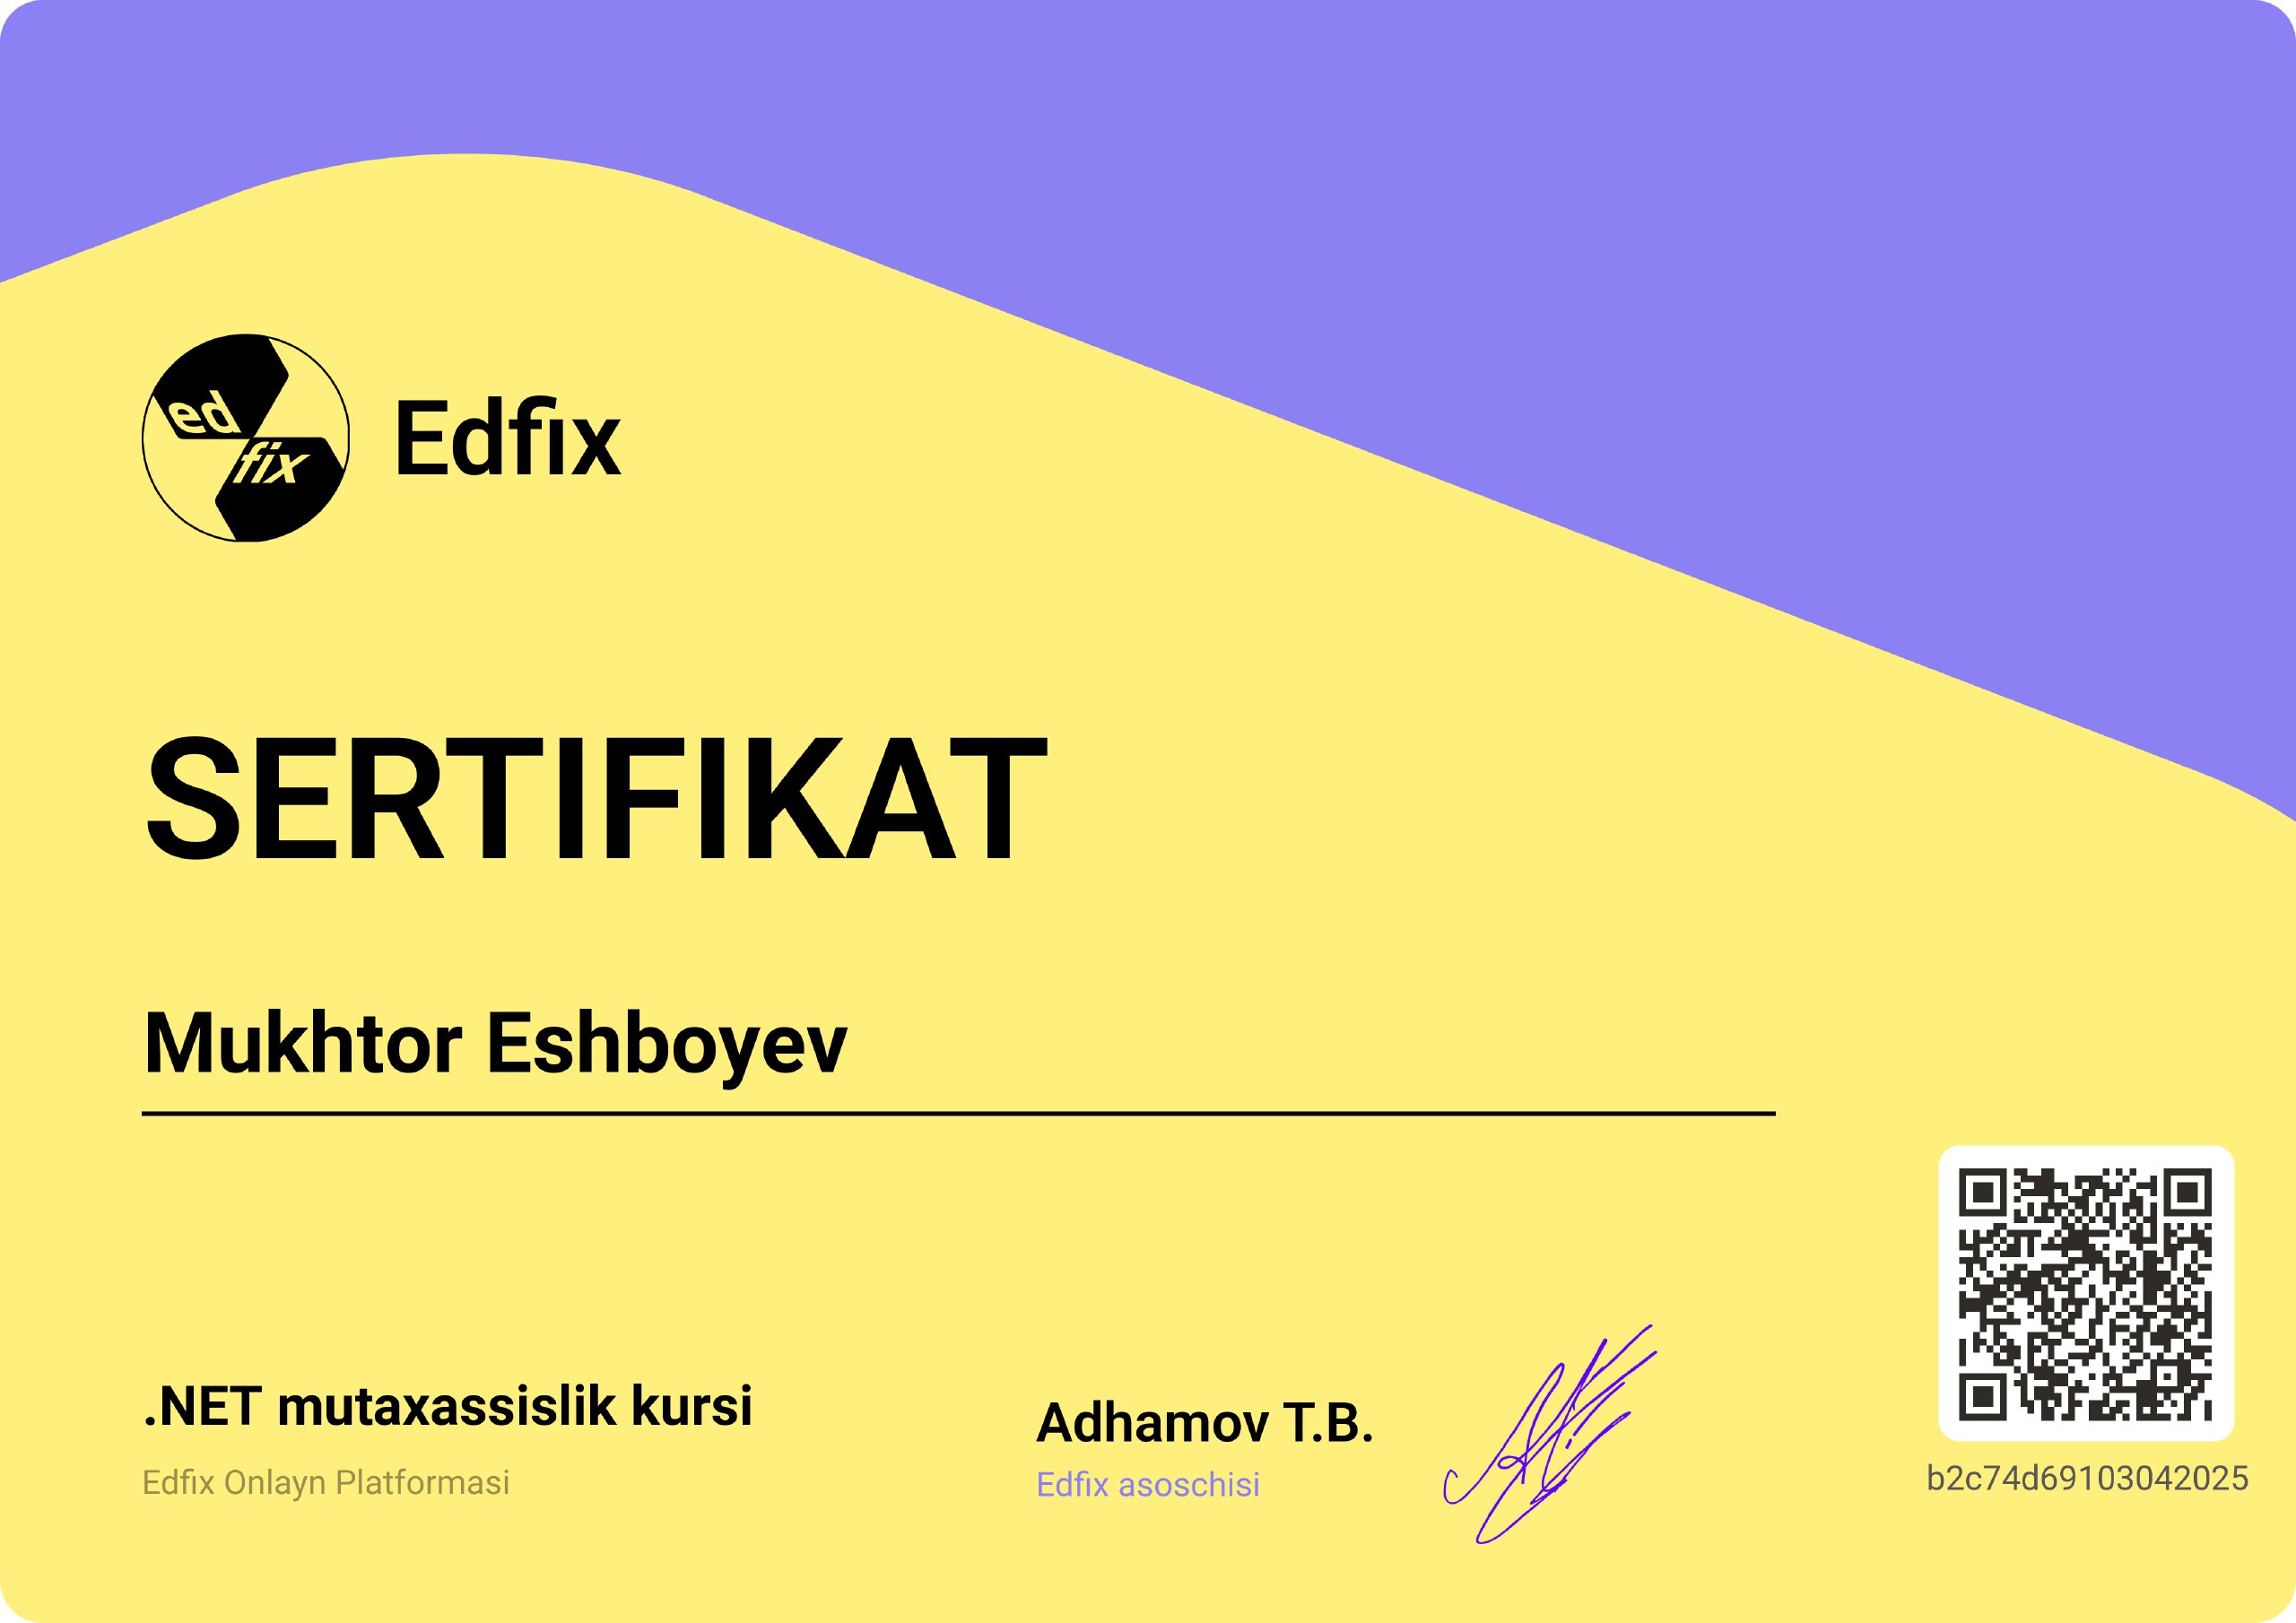 ed
fix
Edfix
SERTIFIKAT
Mukhtor Eshboyev
.NET mutaxassislik kursi
Edfix Onlayn Platformasi
Adhamov T.B.
Edfix asoschisi
b2c74d69103042025